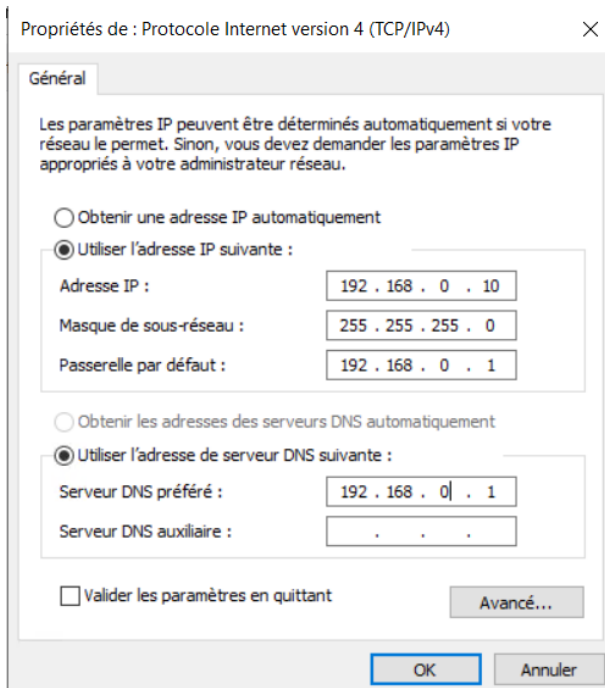 Propriétés de : Protocole Internet version 4 (TCP/IPv4)
Général
Les paramètres IP peuvent être déterminés automatiquement si votre
réseau le permet. Sinon, vous devez demander les paramètres IP
appropriés à votre administrateur réseau.
Obtenir une adresse IP automatiquement
Utiliser l'adresse IP suivante :
Adresse IP : 192 . 168 . 0 . 10
Masque de sous-réseau : 255 . 255 . 255 . 0
Passerelle par défaut : 192 . 168 . 0 . 1
Obtenir les adresses des serveurs DNS automatiquement
Utiliser l'adresse de serveur DNS suivante :
Serveur DNS préféré : 192 . 168 . 0 . 1
Serveur DNS auxiliaire : . . .
Valider les paramètres en quittant
Avancé...
OK Annuler